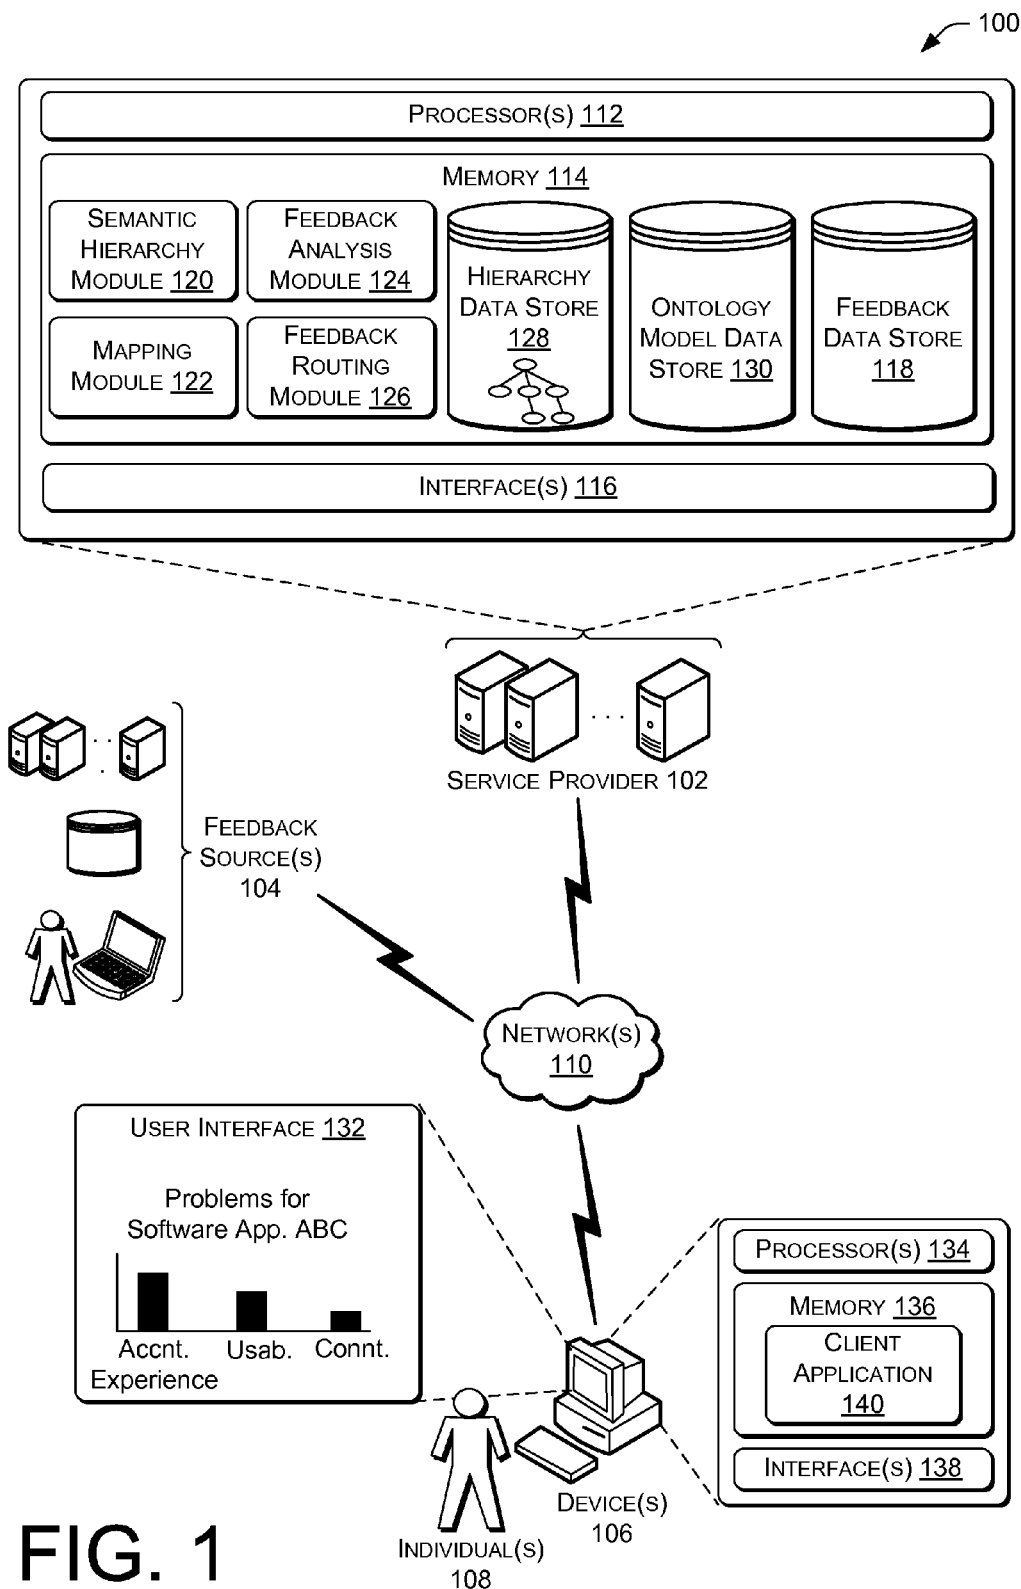 100
PROCESSOR(S) 112
MEMORY 114
SEMANTIC
HIERARCHY
MODULE 120
FEEDBACK
ANALYSIS
MODULE 124
MAPPING
MODULE 122
FEEDBACK
ROUTING
MODULE 126
HIERARCHY
DATA STORE
128
ONTOLOGY
MODEL DATA
STORE 130
FEEDBACK
DATA STORE
118
INTERFACE(S) 116
SERVICE PROVIDER 102
FEEDBACK
SOURCE(S)
104
NETWORK(S)
110
USER INTERFACE 132
Problems for
Software App. ABC
Accnt. Usab. Connt.
Experience
PROCESSOR(S) 134
MEMORY 136
CLIENT
APPLICATION
140
INTERFACE(S) 138
DEVICE(S)
106
INDIVIDUAL(S)
108
FIG. 1